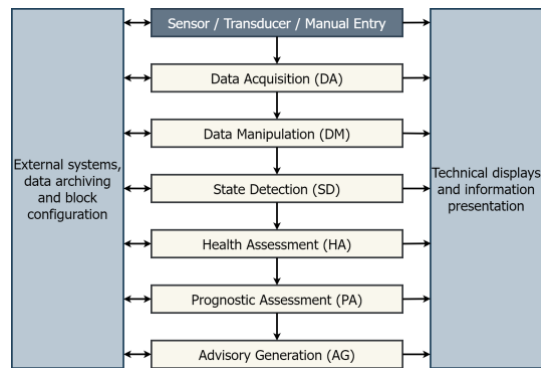 Sensor / Transducer / Manual Entry
Data Acquisition (DA)
Data Manipulation (DM)
State Detection (SD)
Health Assessment (HA)
Prognostic Assessment (PA)
Advisory Generation (AG)
External systems,
data archiving
and block
configuration
Technical displays
and information
presentation